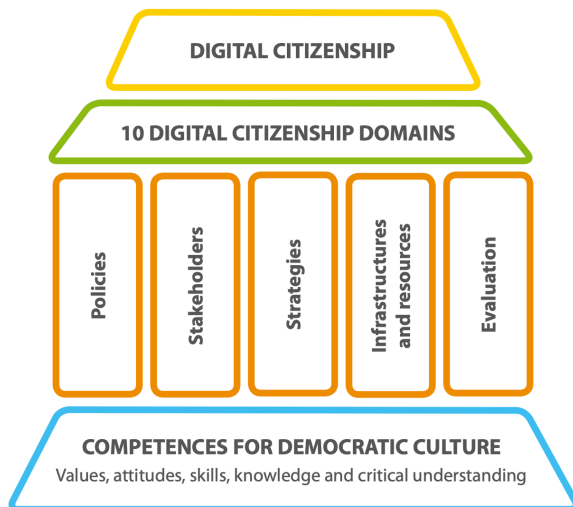 DIGITAL CITIZENSHIP
10 DIGITAL CITIZENSHIP DOMAINS
Policies
Stakeholders
Strategies
Infrastructures
and resources
Evaluation
COMPETENCES FOR DEMOCRATIC CULTURE
Values, attitudes, skills, knowledge and critical understanding